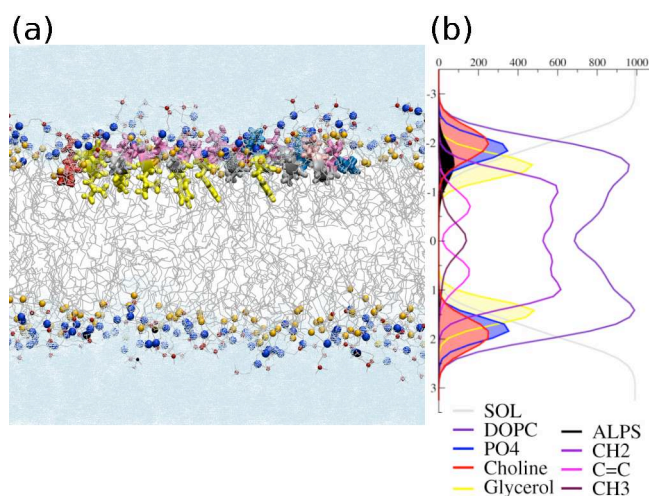 (a)
(b)
0 200 400 600 800 1000
-3
-2
-1
0
1
2
3
SOL
DOPC
PO4
Choline
Glycerol
ALPS
CH2
C=C
CH3